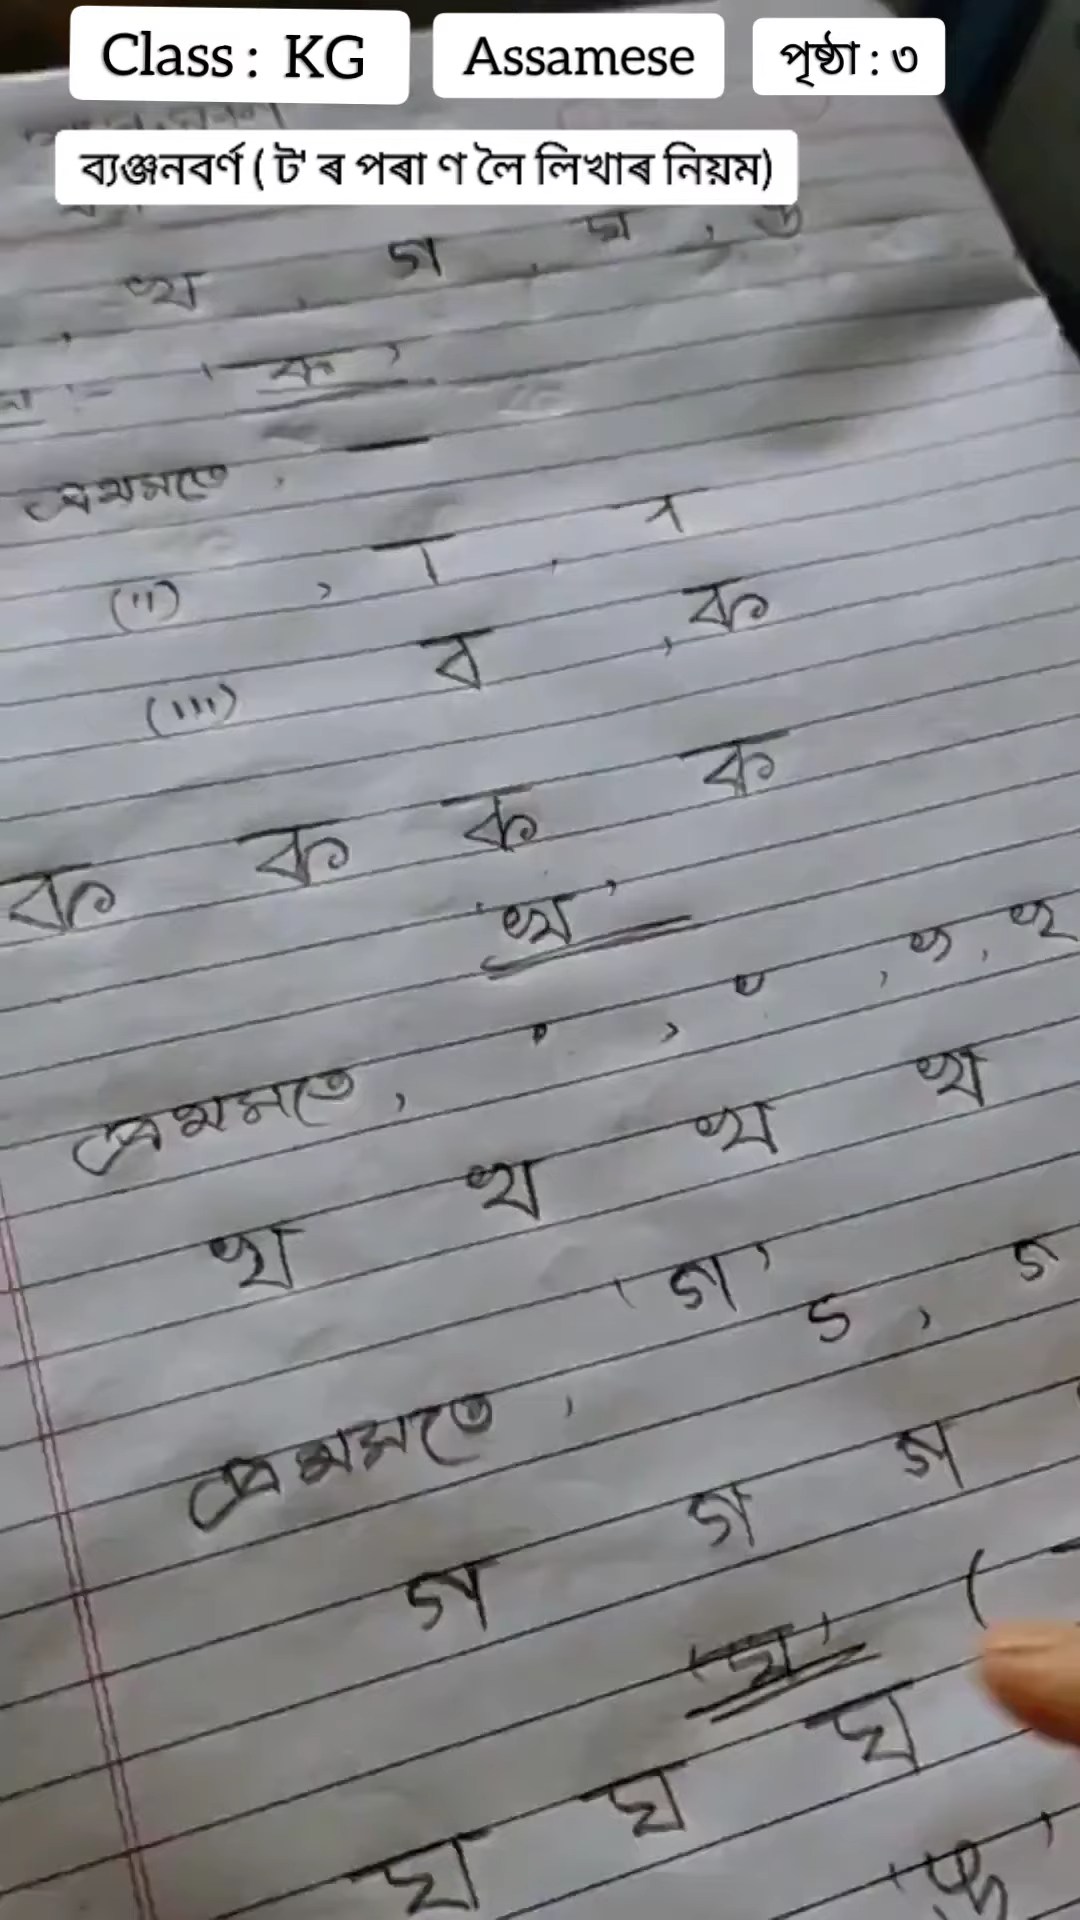 Class : KG Assamese পৃষ্ঠা : ৩
ব্যঞ্জনবৰ্ণ ( ট' ৰ পৰা ণ লৈ লিখাৰ নিয়ম)
, খ , গ , ঘ , ঙ
' ক '
প্ৰথমতে ,
(ii) ,
(iii) ব , ক
ক ক ক ক
' খ '
প্ৰথমতে ,
খ খ খ খ
' গ '
প্ৰথমতে ,
গ গ গ
' ঘ '
ঘ ঘ ঘ